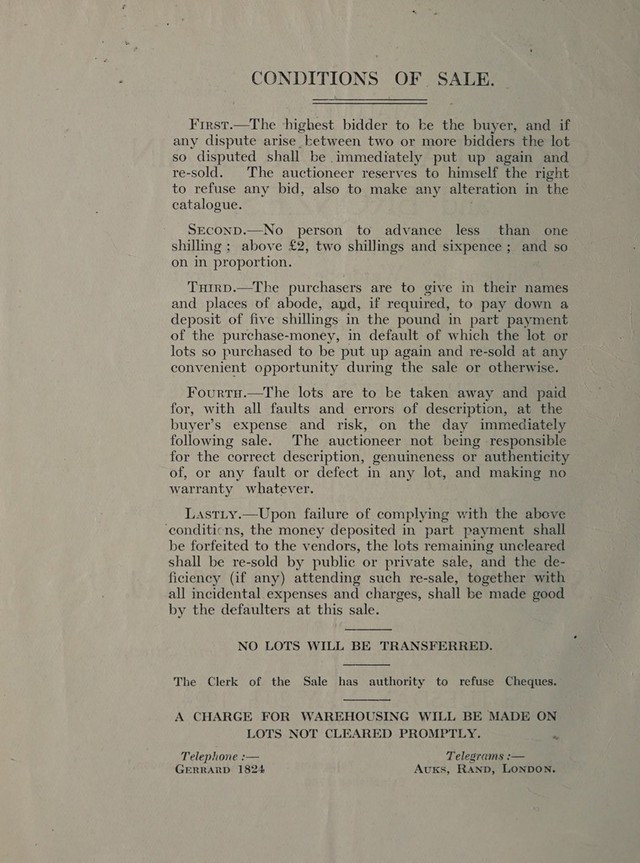 CONDITIONS OF SALE.
FIRST.—The highest bidder to be the buyer, and if
any dispute arise between two or more bidders the lot
so disputed shall be immediately put up again and
re-sold. The auctioneer reserves to himself the right
to refuse any bid, also to make any alteration in the
catalogue.
SECOND.—No person to advance less than one
shilling; above £2, two shillings and sixpence; and so
on in proportion.
THIRD.—The purchasers are to give in their names
and places of abode, and, if required, to pay down a
deposit of five shillings in the pound in part payment
of the purchase-money, in default of which the lot or
lots so purchased to be put up again and re-sold at any
convenient opportunity during the sale or otherwise.
FOURTH.—The lots are to be taken away and paid
for, with all faults and errors of description, at the
buyer's expense and risk, on the day immediately
following sale. The auctioneer not being responsible
for the correct description, genuineness or authenticity
of, or any fault or defect in any lot, and making no
warranty whatever.
LASTLY.—Upon failure of complying with the above
conditions, the money deposited in part payment shall
be forfeited to the vendors, the lots remaining uncleared
shall be re-sold by public or private sale, and the de-
ficiency (if any) attending such re-sale, together with
all incidental expenses and charges, shall be made good
by the defaulters at this sale.
NO LOTS WILL BE TRANSFERRED.
The Clerk of the Sale has authority to refuse Cheques.
A CHARGE FOR WAREHOUSING WILL BE MADE ON
LOTS NOT CLEARED PROMPTLY.
Telephone :— Telegrams :—
GERRARD 1824 AUKS, RAND, LONDON.